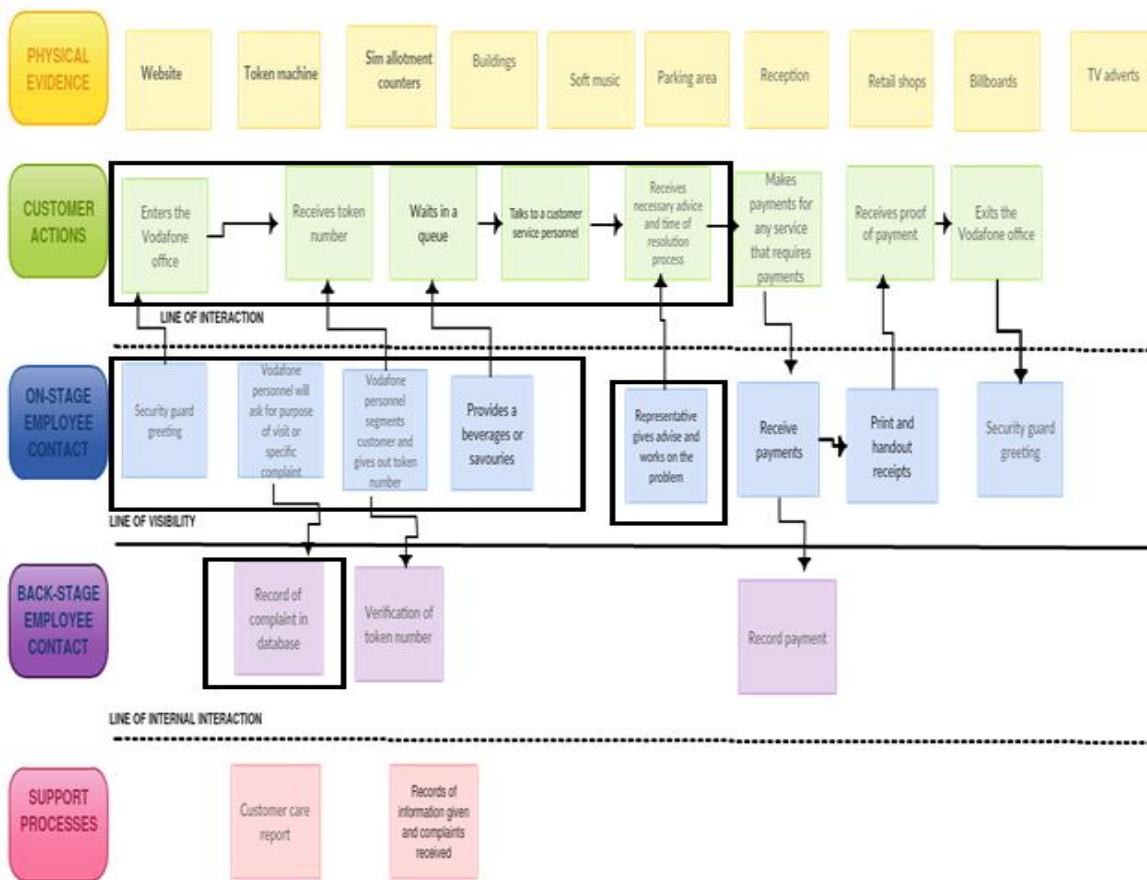 PHYSICAL
EVIDENCE
Website
Token machine
Sim allotment
counters
Buildings
Soft music
Parking area
Reception
Retail shops
Billboards
TV adverts
CUSTOMER
ACTIONS
Enters the
Vodafone
office
Receives token
number
Waits in a
queue
Talks to a customer
service personnel
Receives
necessary advice
and time of
resolution
process
Makes
payments for
any service
that requires
payments
Receives proof
of payment
Exits the
Vodafone office
LINE OF INTERACTION
ON-STAGE
EMPLOYEE
CONTACT
Security guard
greeting
Vodafone
personnel will
ask for purpose
of visit or
specific
complaint
Vodafone
personnel
segments
customer and
gives out token
number
Provides a
beverages or
savouries
Representative
gives advise and
works on the
problem
Receive
payments
Print and
handout
receipts
Security guard
greeting
LINE OF VISIBILITY
BACK-STAGE
EMPLOYEE
CONTACT
Record of
complaint in
database
Verification of
token number
Record payment
LINE OF INTERNAL INTERACTION
SUPPORT
PROCESSES
Customer care
report
Records of
information given
and complaints
received